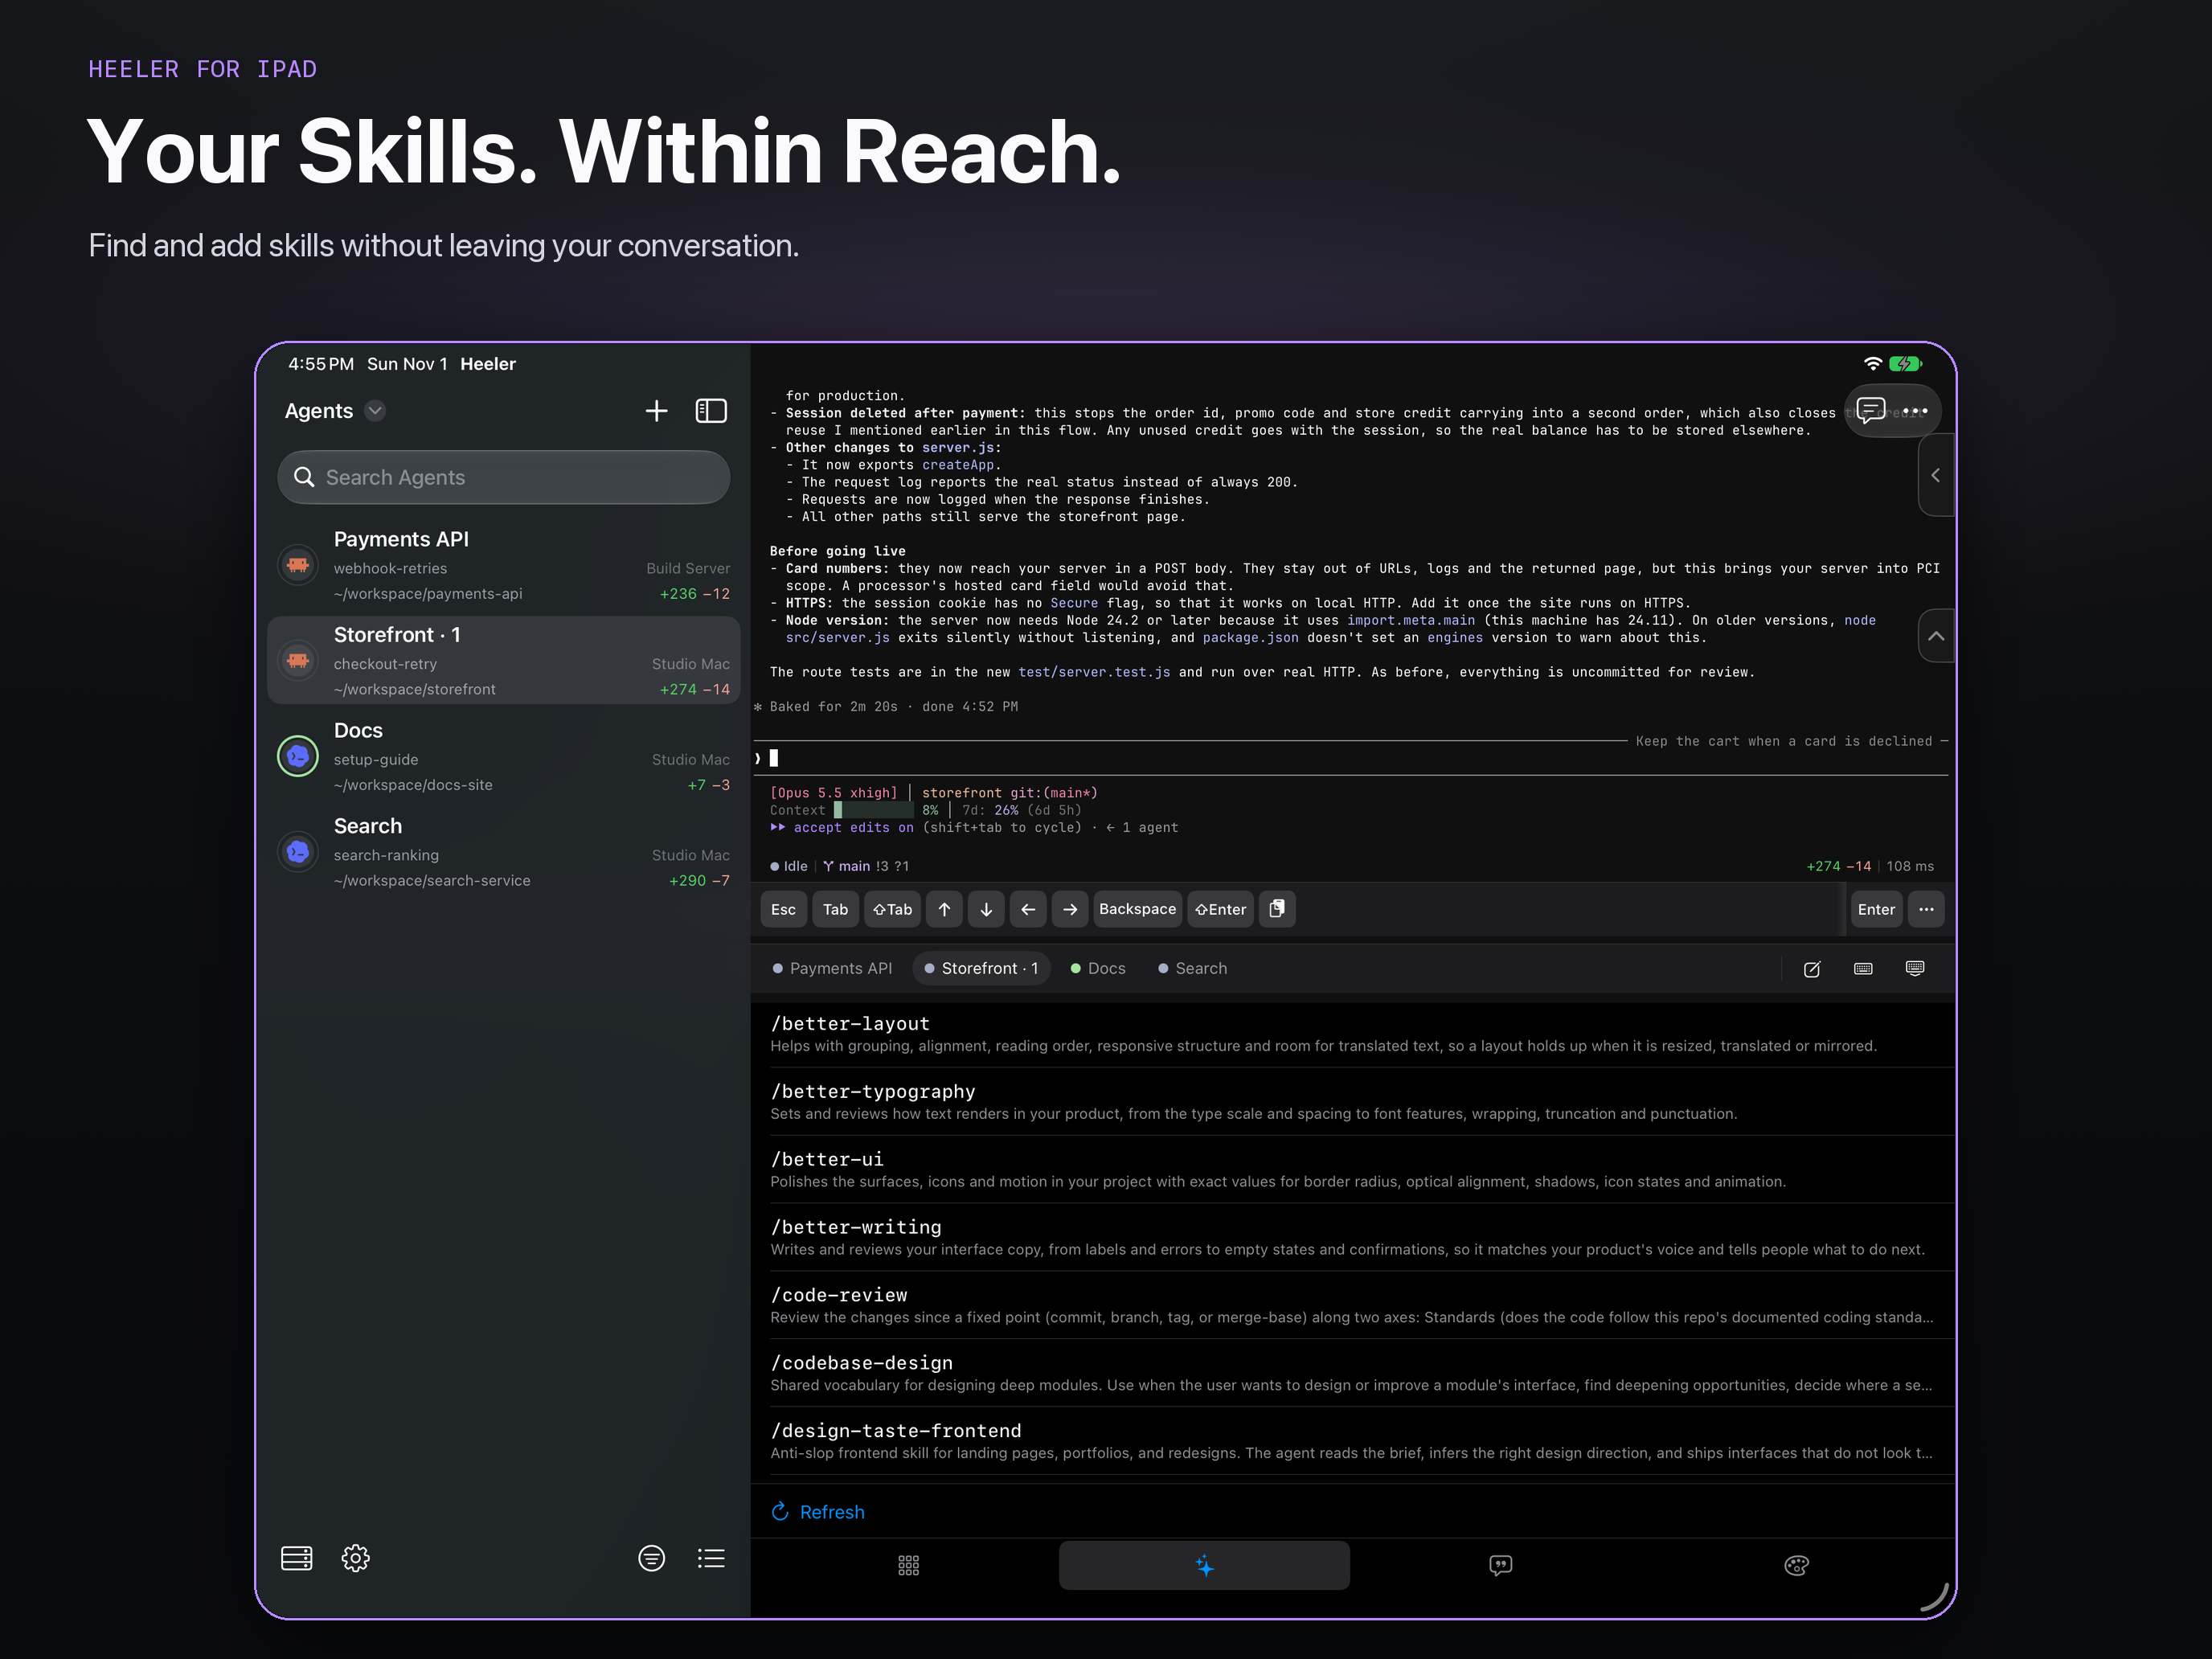 HEELER FOR IPAD
Your Skills. Within Reach.
Find and add skills without leaving your conversation.
4:55 PM Sun Nov 1 Heeler
Agents
Search Agents
Payments API
webhook-retries Build Server
~/workspace/payments-api +236 −12
Storefront · 1
checkout-retry Studio Mac
~/workspace/storefront +274 −14
Docs
setup-guide Studio Mac
~/workspace/docs-site +7 −3
Search
search-ranking Studio Mac
~/workspace/search-service +290 −7
for production.
- Session deleted after payment: this stops the order id, promo code and store credit carrying into a second order, which also closes the credit
reuse I mentioned earlier in this flow. Any unused credit goes with the session, so the real balance has to be stored elsewhere.
- Other changes to server.js:
- It now exports createApp.
- The request log reports the real status instead of always 200.
- Requests are now logged when the response finishes.
- All other paths still serve the storefront page.
Before going live
- Card numbers: they now reach your server in a POST body. They stay out of URLs, logs and the returned page, but this brings your server into PCI
scope. A processor's hosted card field would avoid that.
- HTTPS: the session cookie has no Secure flag, so that it works on local HTTP. Add it once the site runs on HTTPS.
- Node version: the server now needs Node 24.2 or later because it uses import.meta.main (this machine has 24.11). On older versions, node
src/server.js exits silently without listening, and package.json doesn't set an engines version to warn about this.
The route tests are in the new test/server.test.js and run over real HTTP. As before, everything is uncommitted for review.
✻ Baked for 2m 20s · done 4:52 PM
Keep the cart when a card is declined
❯
[Opus 5.5 xhigh] │ storefront git:(main*)
Context 8% │ 7d: 26% (6d 5h)
⏵⏵ accept edits on (shift+tab to cycle) · ← 1 agent
Idle main !3 ?1 +274 −14 108 ms
Esc Tab ⇧Tab ↑ ↓ ← → Backspace ⇧Enter Enter ···
Payments API Storefront · 1 Docs Search
/better-layout
Helps with grouping, alignment, reading order, responsive structure and room for translated text, so a layout holds up when it is resized, translated or mirrored.
/better-typography
Sets and reviews how text renders in your product, from the type scale and spacing to font features, wrapping, truncation and punctuation.
/better-ui
Polishes the surfaces, icons and motion in your project with exact values for border radius, optical alignment, shadows, icon states and animation.
/better-writing
Writes and reviews your interface copy, from labels and errors to empty states and confirmations, so it matches your product's voice and tells people what to do next.
/code-review
Review the changes since a fixed point (commit, branch, tag, or merge-base) along two axes: Standards (does the code follow this repo's documented coding standa...
/codebase-design
Shared vocabulary for designing deep modules. Use when the user wants to design or improve a module's interface, find deepening opportunities, decide where a se...
/design-taste-frontend
Anti-slop frontend skill for landing pages, portfolios, and redesigns. The agent reads the brief, infers the right design direction, and ships interfaces that do not look t...
Refresh